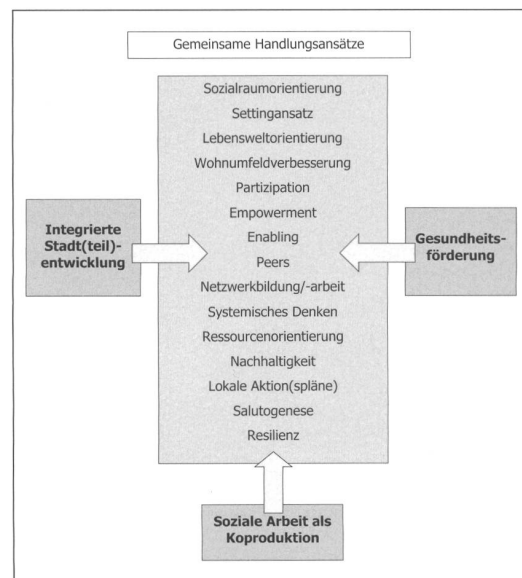 Gemeinsame Handlungsansätze
Sozialraumorientierung
Settingansatz
Lebensweltorientierung
Wohnumfeldverbesserung
Partizipation
Empowerment
Enabling
Peers
Netzwerkbildung/-arbeit
Systemisches Denken
Ressourcenorientierung
Nachhaltigkeit
Lokale Aktion(spläne)
Salutogenese
Resilienz
Integrierte
Stadt(teil)-
entwicklung
Gesundheits-
förderung
Soziale Arbeit als
Koproduktion